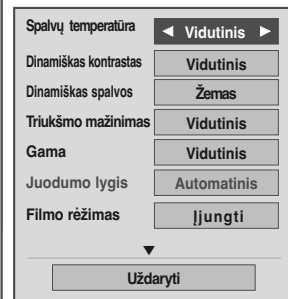 Spalvų temperatūra ◄ Vidutinis ►
Dinamiškas kontrastas Vidutinis
Dinamiškas spalvos Žemas
Triukšmo mažinimas Vidutinis
Gama Vidutinis
Juodumo lygis Automatinis
Filmo rėžimas Įjungti
▼
Uždaryti